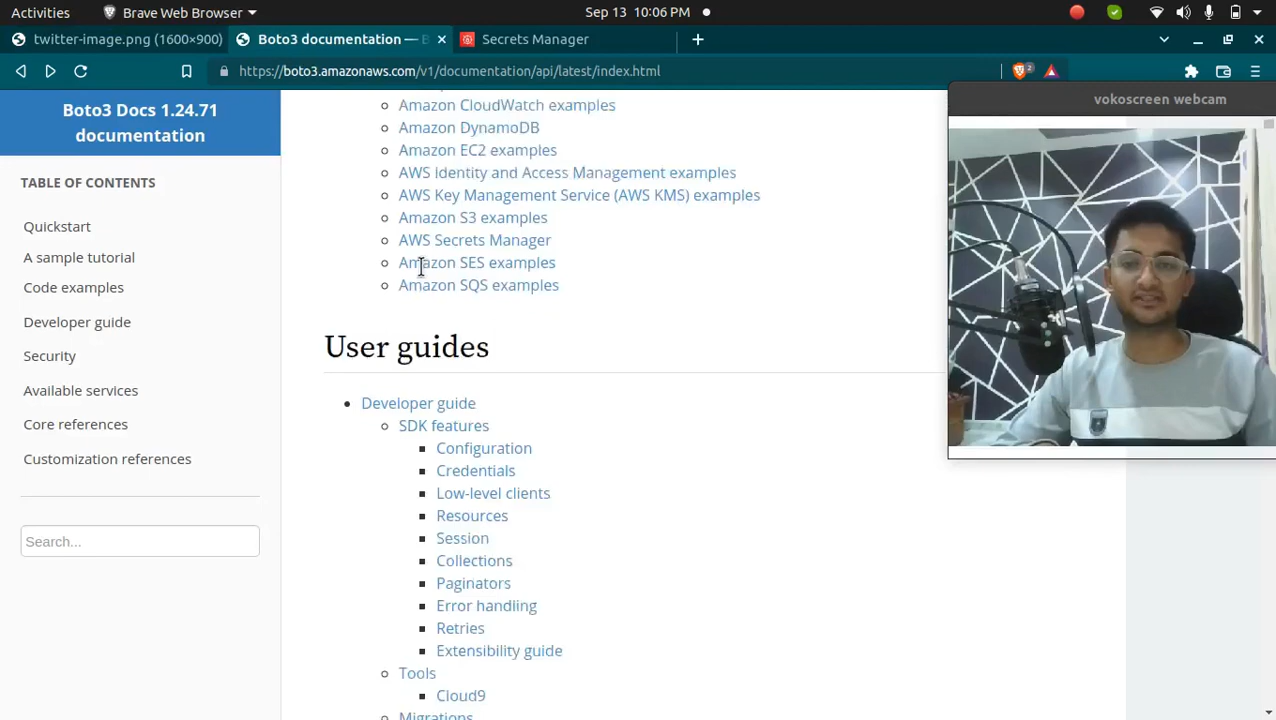 Activities Brave Web Browser Sep 13 10:06 PM
twitter-image.png (1600×900) Boto3 documentation — B Secrets Manager
https://boto3.amazonaws.com/v1/documentation/api/latest/index.html 2
vokoscreen webcam
Boto3 Docs 1.24.71
documentation
TABLE OF CONTENTS
Quickstart
A sample tutorial
Code examples
Developer guide
Security
Available services
Core references
Customization references
Search...
Amazon CloudWatch examples
Amazon DynamoDB
Amazon EC2 examples
AWS Identity and Access Management examples
AWS Key Management Service (AWS KMS) examples
Amazon S3 examples
AWS Secrets Manager
Amazon SES examples
Amazon SQS examples
User guides
Developer guide
SDK features
Configuration
Credentials
Low-level clients
Resources
Session
Collections
Paginators
Error handling
Retries
Extensibility guide
Tools
Cloud9
Migrations